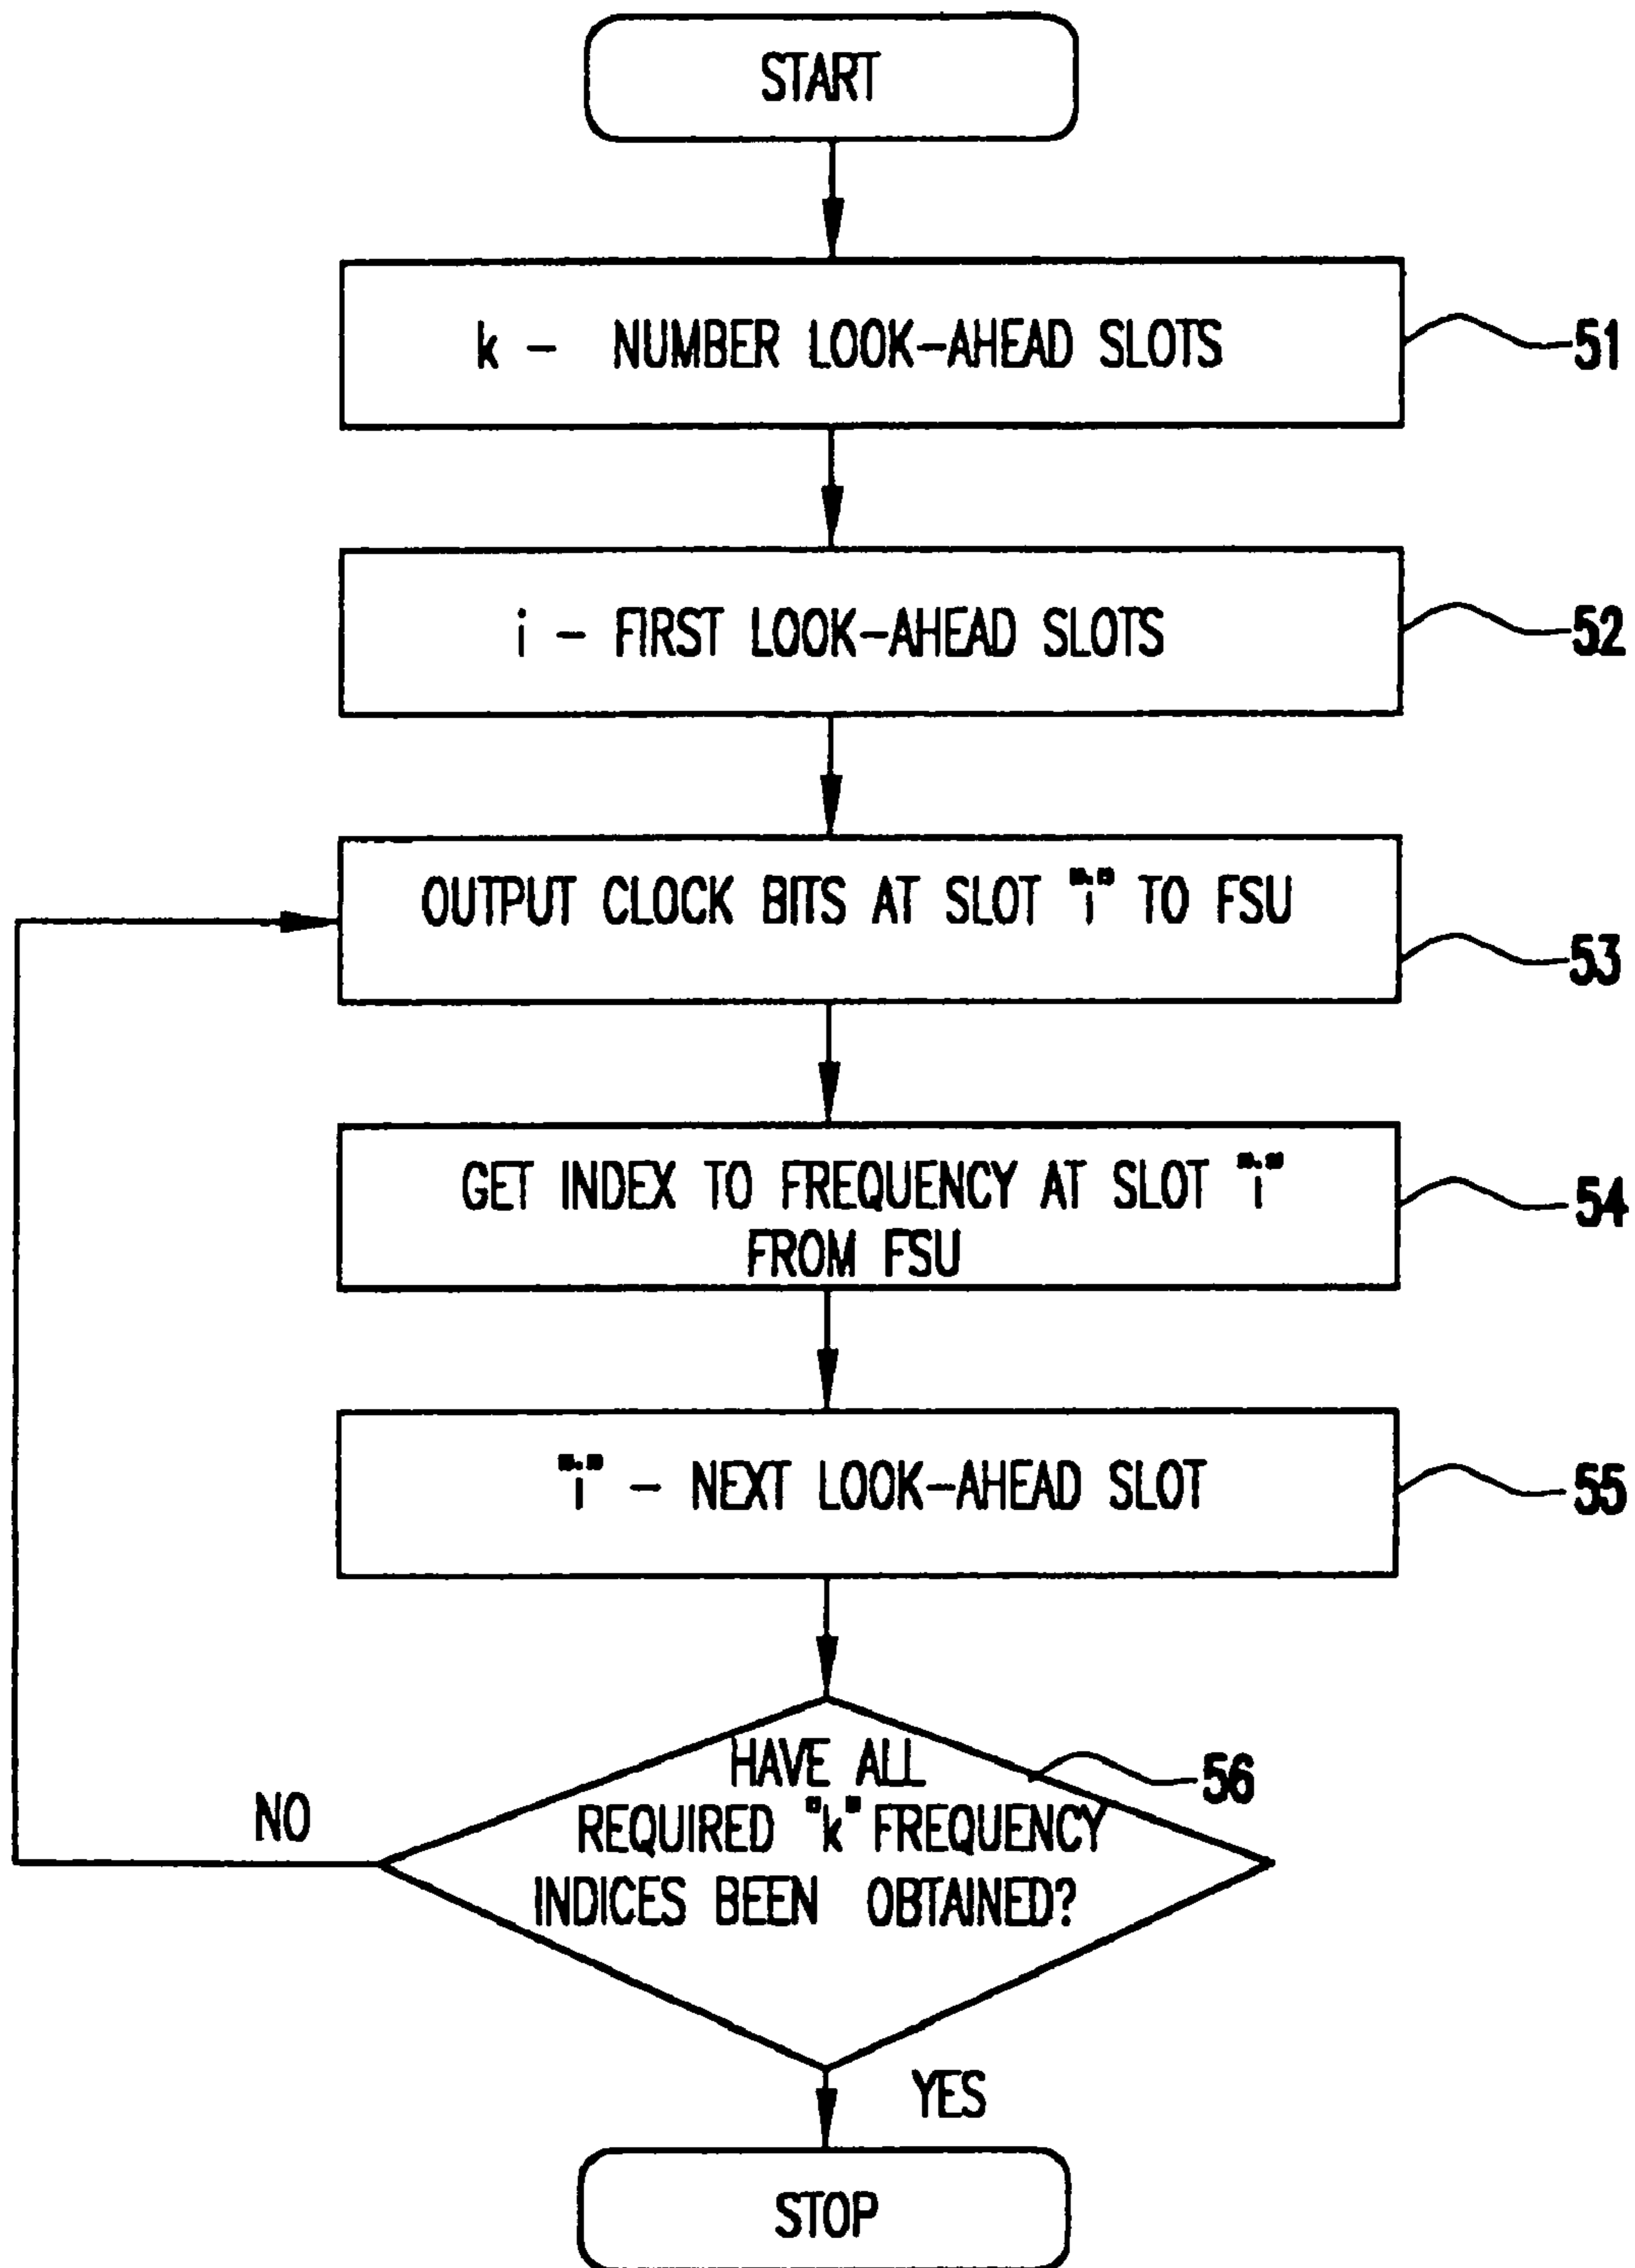 START
k – NUMBER LOOK-AHEAD SLOTS
51
i – FIRST LOOK-AHEAD SLOTS
52
OUTPUT CLOCK BITS AT SLOT "i" TO FSU
53
GET INDEX TO FREQUENCY AT SLOT "i"
FROM FSU
54
"i" – NEXT LOOK-AHEAD SLOT
55
HAVE ALL
REQUIRED "k" FREQUENCY
INDICES BEEN OBTAINED?
56
NO
YES
STOP